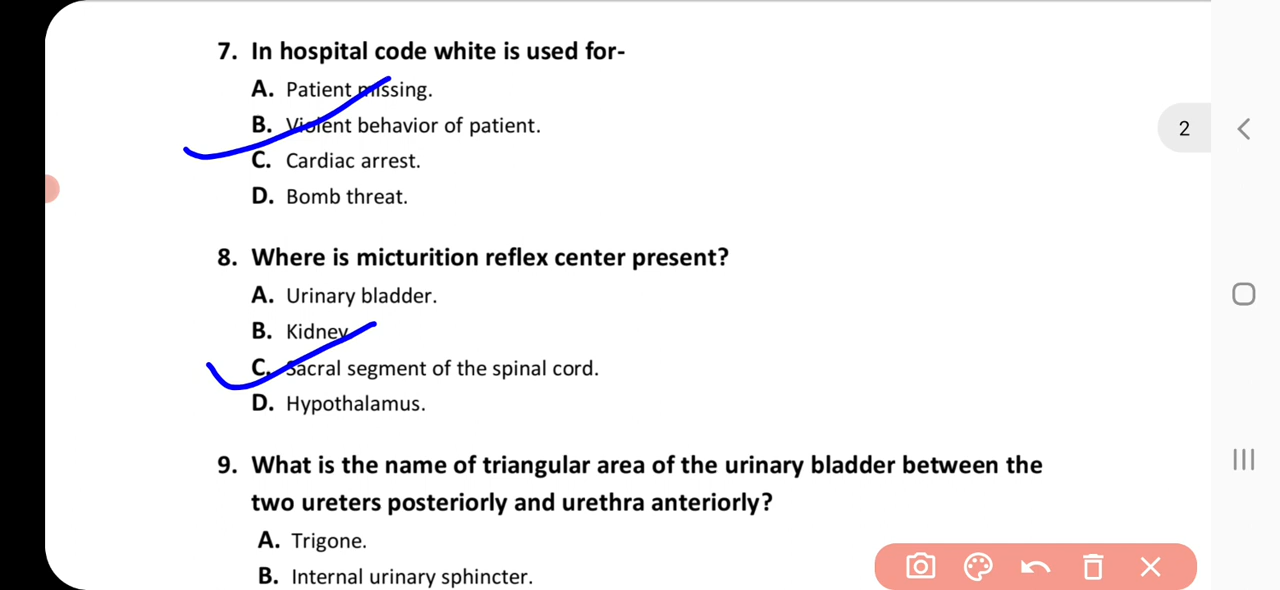 7. In hospital code white is used for-
A. Patient missing.
B. Violent behavior of patient.
C. Cardiac arrest.
D. Bomb threat.
2
8. Where is micturition reflex center present?
A. Urinary bladder.
B. Kidney
C. Sacral segment of the spinal cord.
D. Hypothalamus.
9. What is the name of triangular area of the urinary bladder between the
two ureters posteriorly and urethra anteriorly?
A. Trigone.
B. Internal urinary sphincter.